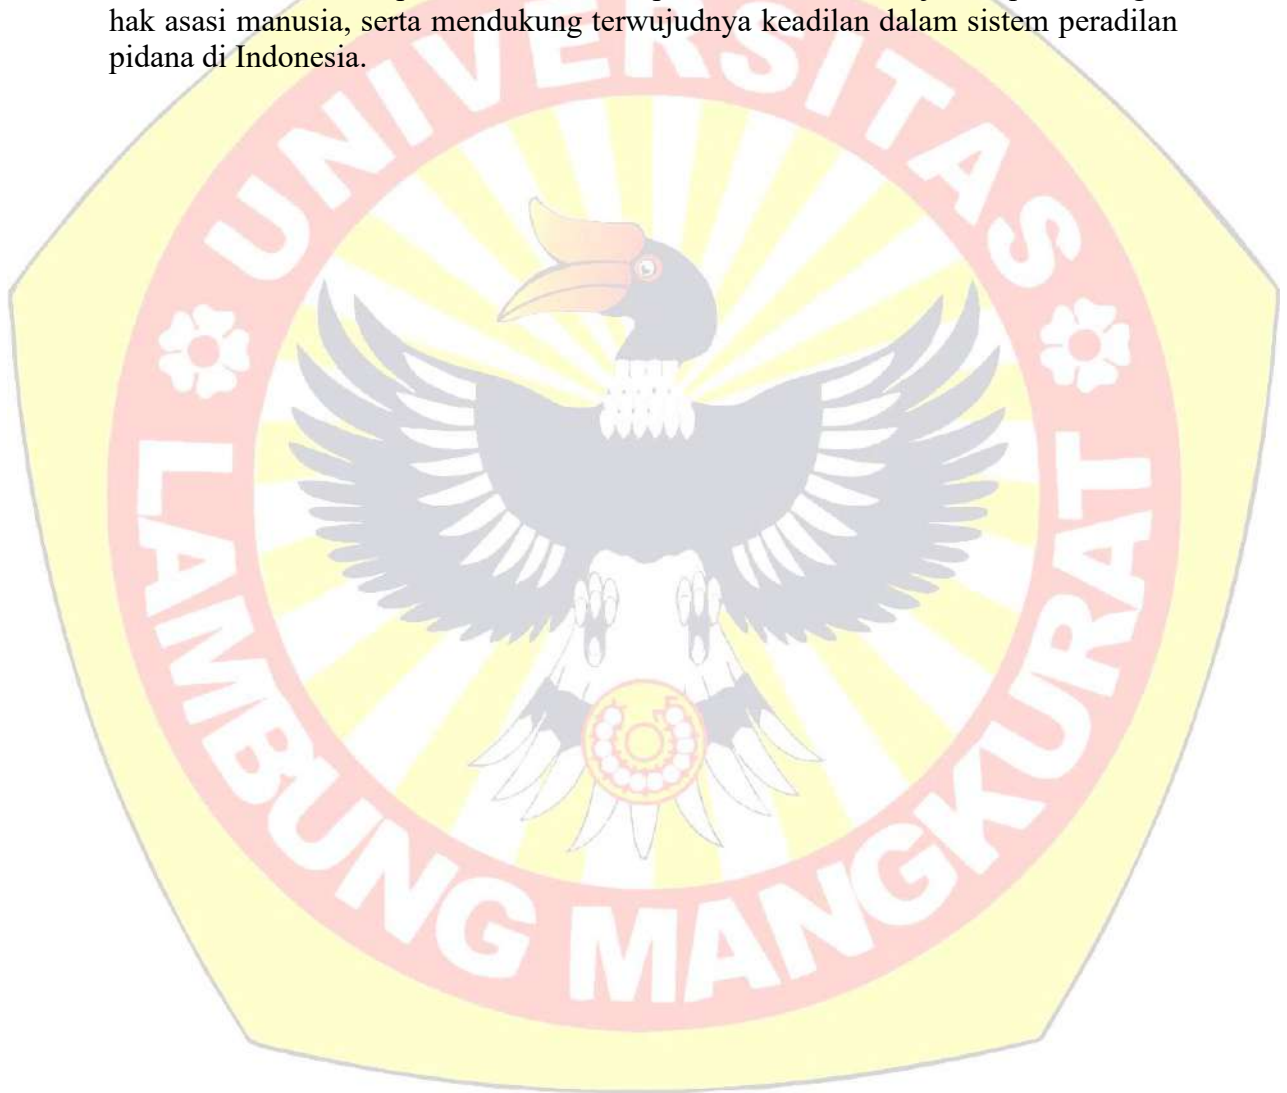 hak asasi manusia, serta mendukung terwujudnya keadilan dalam sistem peradilan
pidana di Indonesia.
UNIVERSITAS
LAMBUNG MANGKURAT